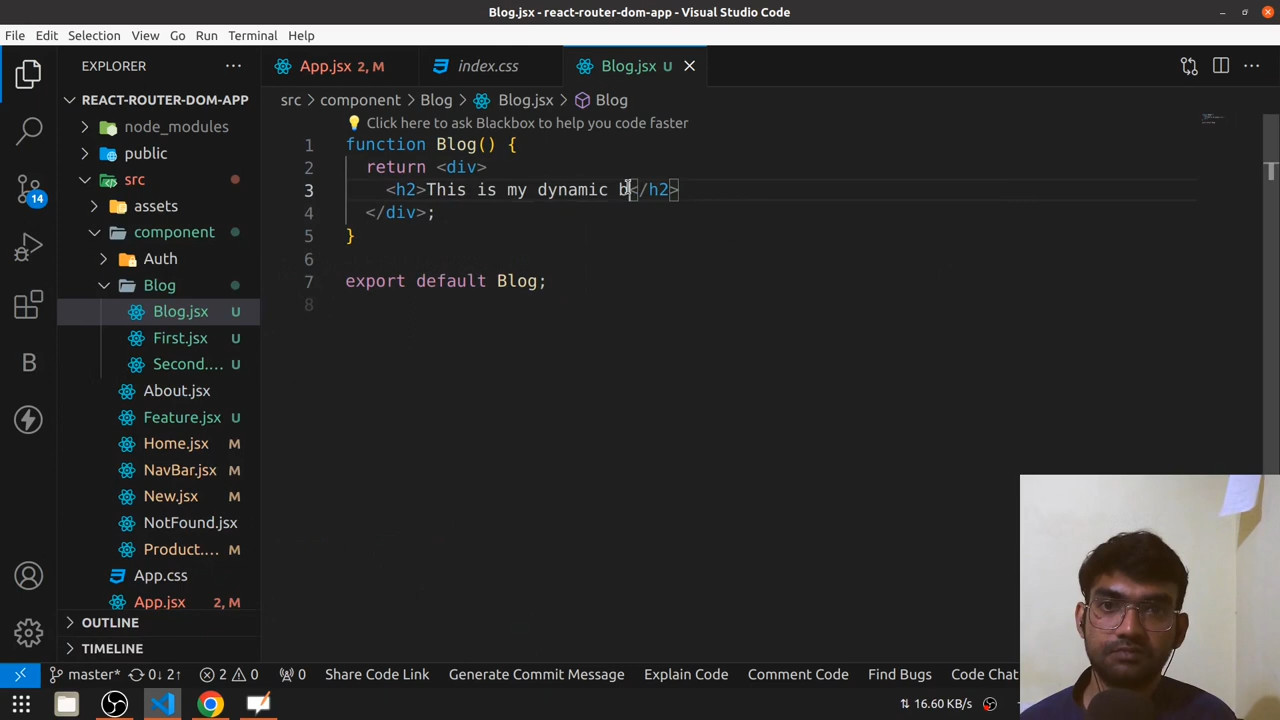 Blog.jsx - react-router-dom-app - Visual Studio Code
File Edit Selection View Go Run Terminal Help
EXPLORER
App.jsx 2, M
index.css
Blog.jsx U
REACT-ROUTER-DOM-APP
src > component > Blog > Blog.jsx > Blog
node_modules
Click here to ask Blackbox to help you code faster
public
1 function Blog() {
src
2 return <div>
assets
3 <h2>This is my dynamic b</h2>
component
4 </div>;
Auth
5 }
Blog
6
Blog.jsx U
7 export default Blog;
First.jsx U
8
Second.... U
About.jsx
Feature.jsx U
Home.jsx M
NavBar.jsx M
New.jsx M
NotFound.jsx
Product.... M
App.css
App.jsx 2, M
OUTLINE
TIMELINE
14
B
master* 0↓ 2↑ 2 0 0 Share Code Link Generate Commit Message Explain Code Comment Code Find Bugs Code Chat
16.60 KB/s